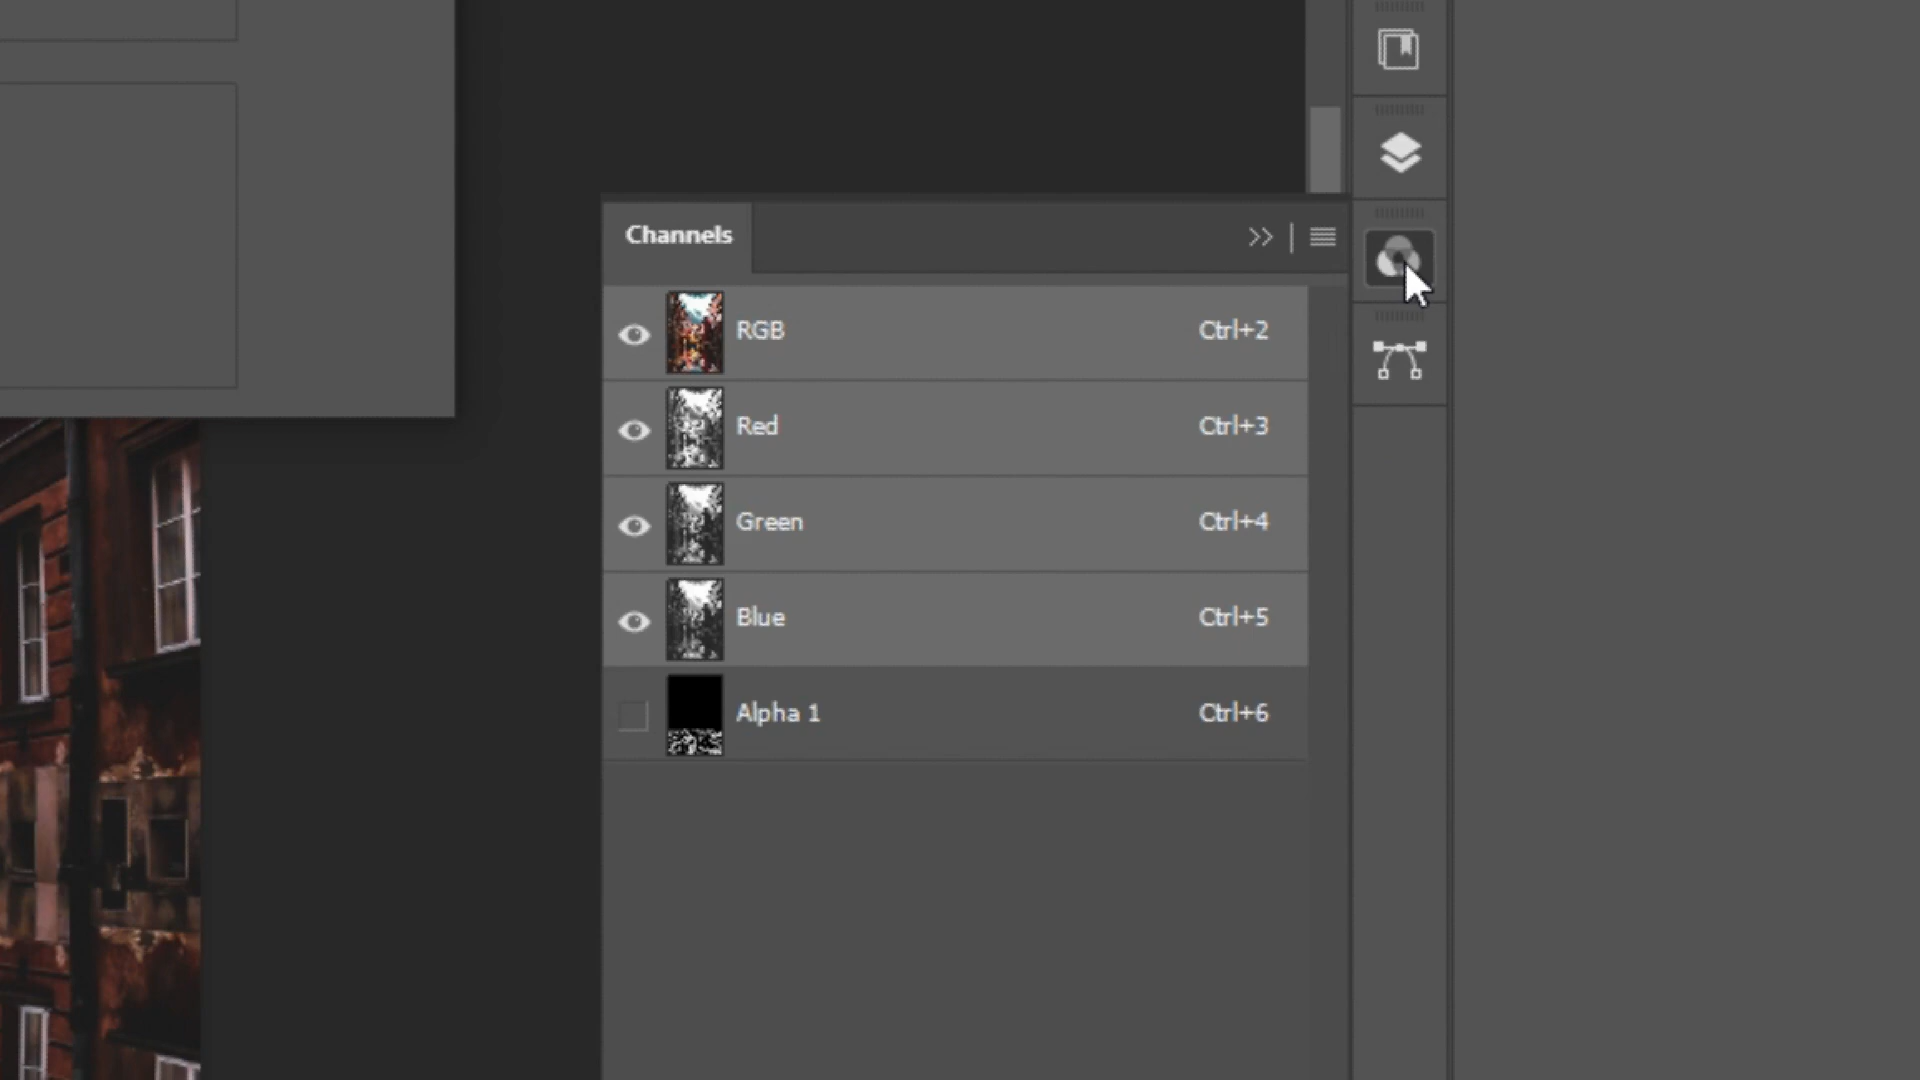 Channels
RGB Ctrl+2
Red Ctrl+3
Green Ctrl+4
Blue Ctrl+5
Alpha 1 Ctrl+6